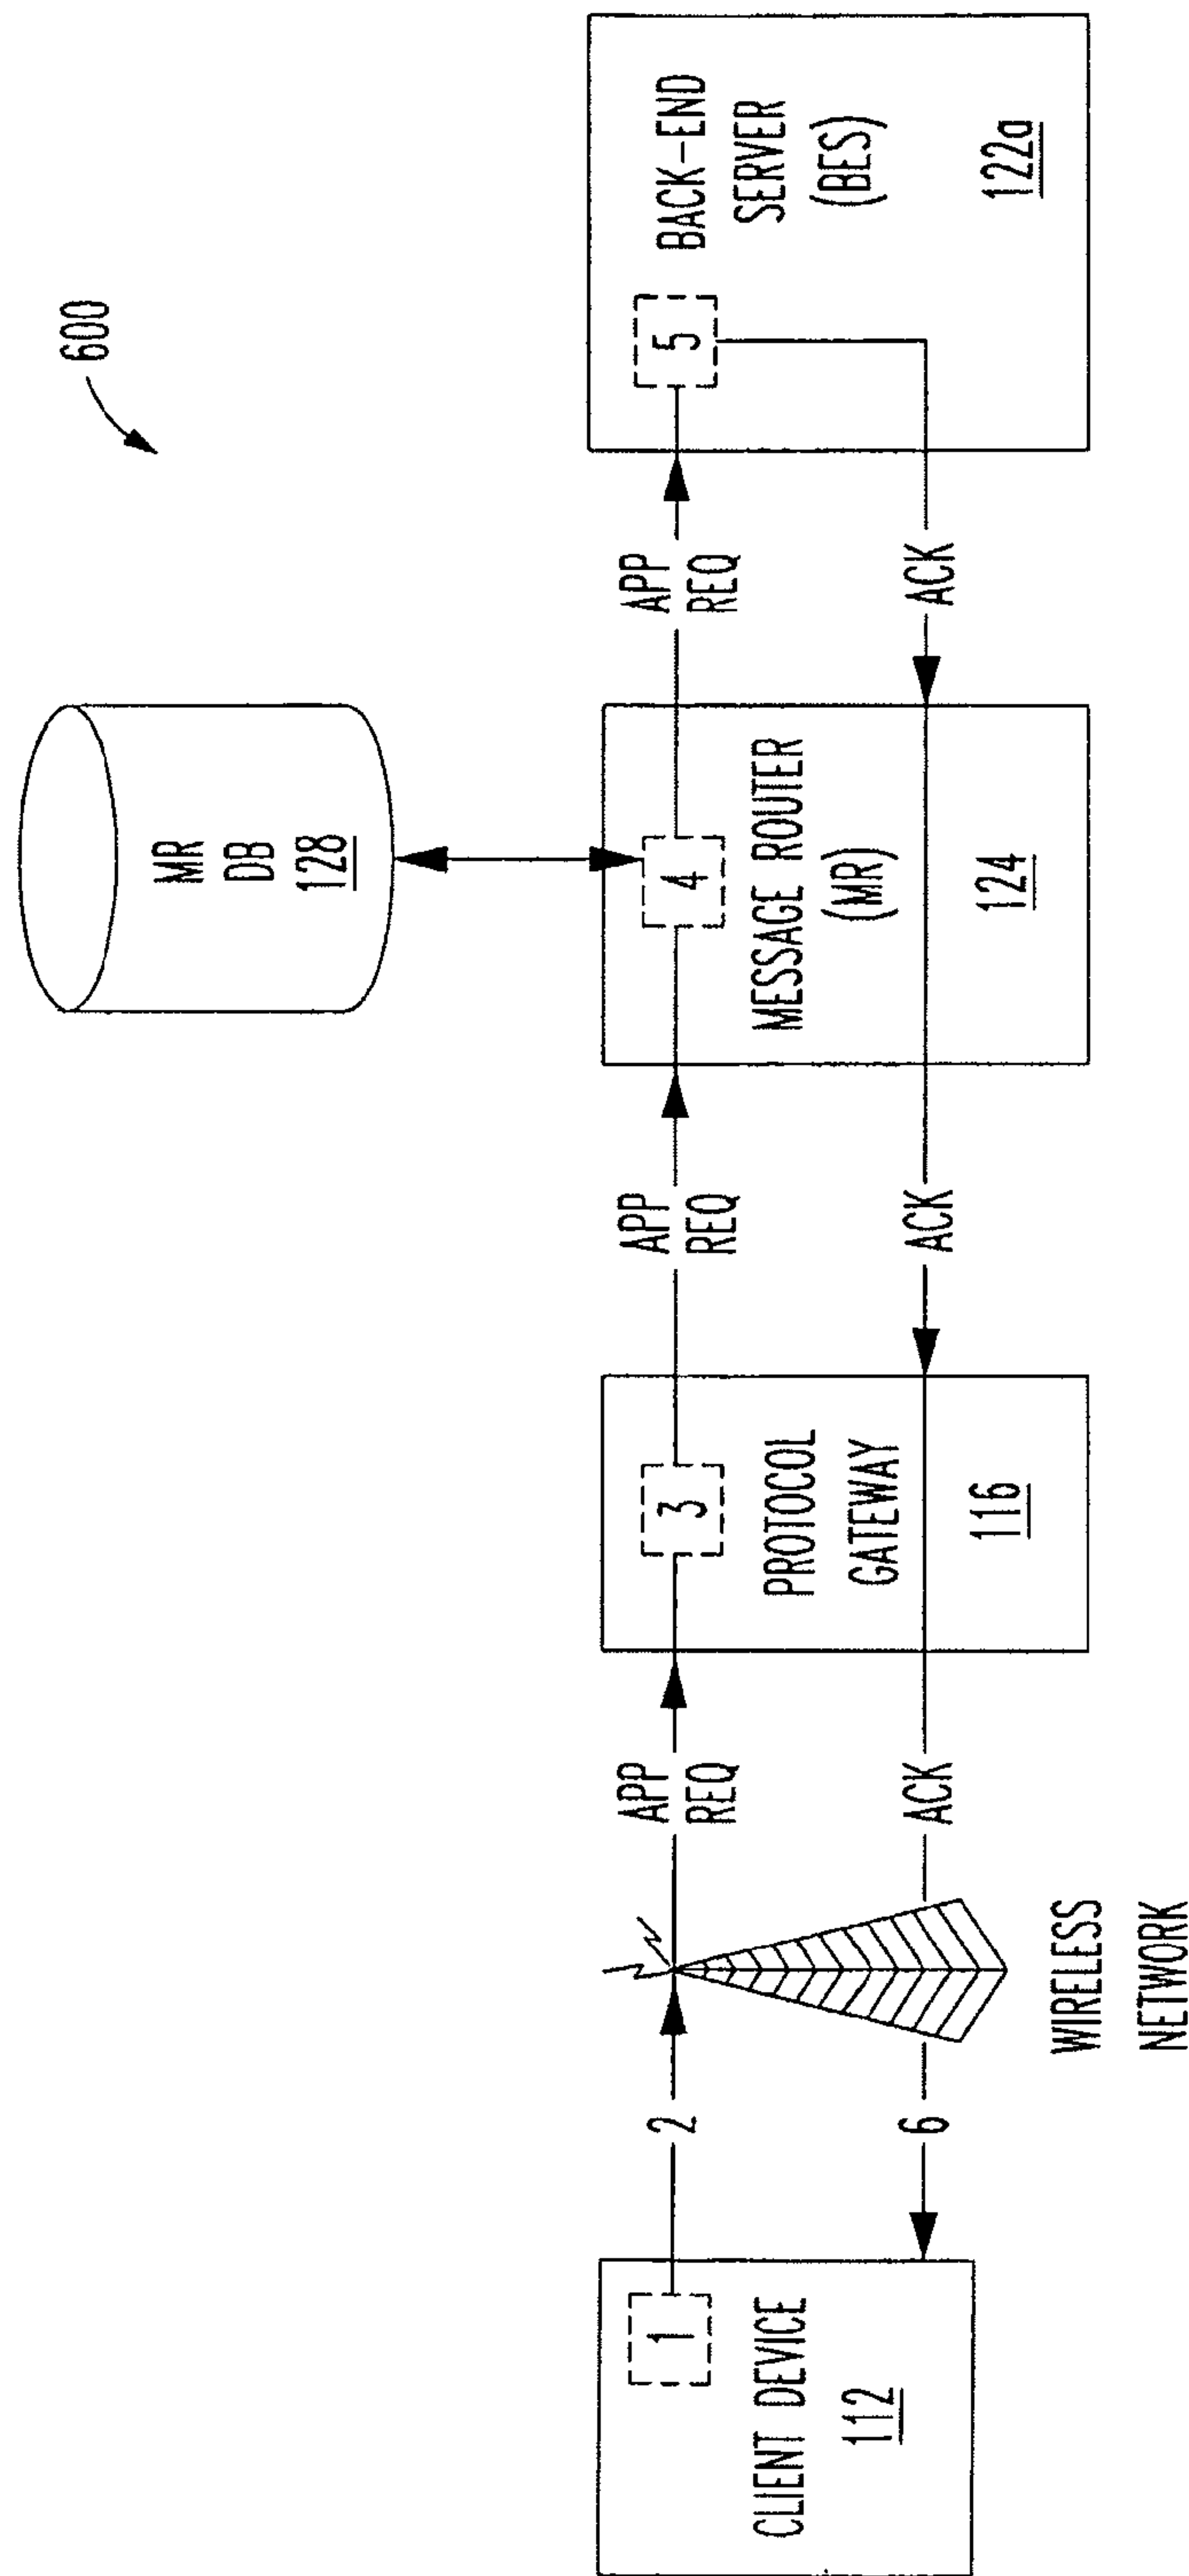 600
MR
DB
128
1
CLIENT DEVICE
112
2
6
WIRELESS
NETWORK
APP
REQ
ACK
3
PROTOCOL
GATEWAY
116
APP
REQ
ACK
4
MESSAGE ROUTER
(MR)
124
APP
REQ
ACK
5
BACK-END
SERVER
(BES)
122a